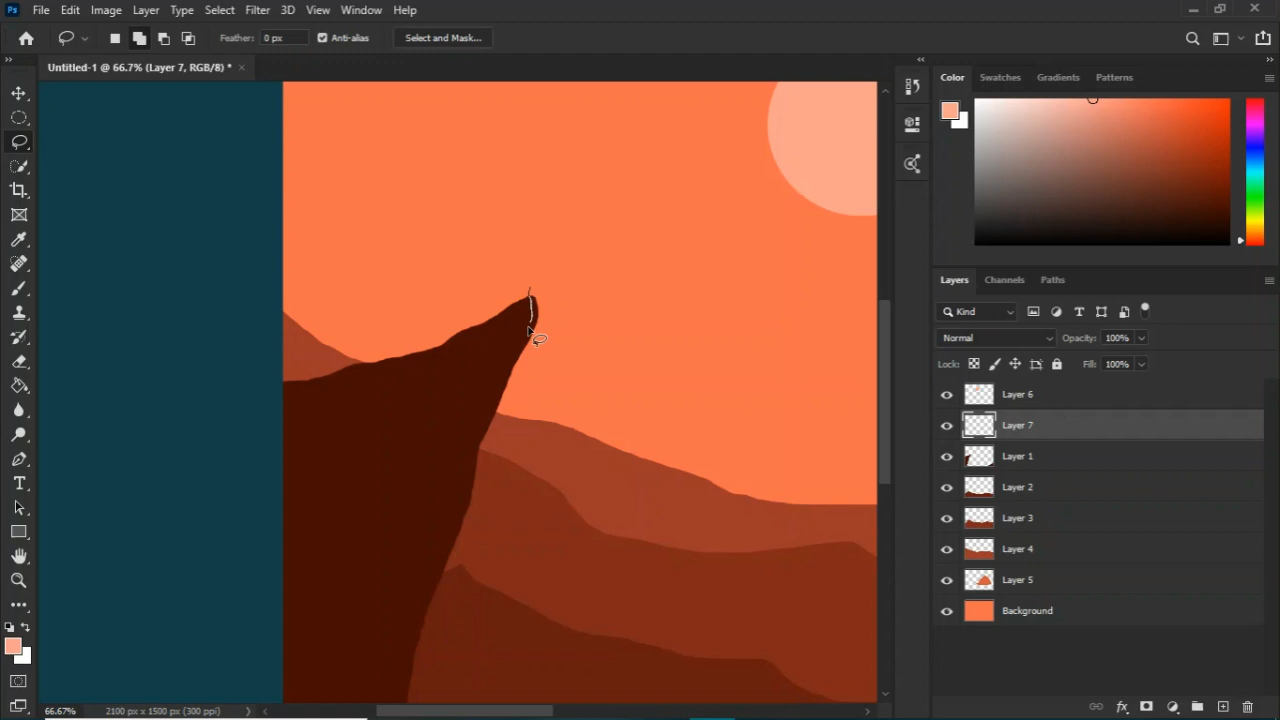 Ps File Edit Image Layer Type Select Filter 3D View Window Help
Feather: 0 px Anti-alias Select and Mask...
Untitled-1 @ 66.7% (Layer 7, RGB/8) *
Color Swatches Gradients Patterns
Layers Channels Paths
Kind
Normal Opacity: 100%
Lock: Fill: 100%
Layer 6
Layer 7
Layer 1
Layer 2
Layer 3
Layer 4
Layer 5
Background
66.67% 2100 px x 1500 px (300 ppi)